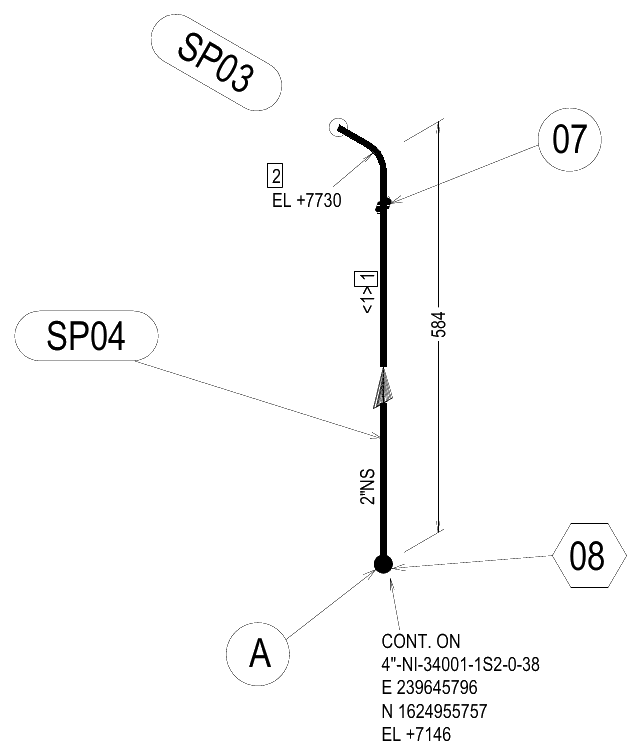 SP03
07
2
EL +7730
<1> 1
584
SP04
2"NS
08
A
CONT. ON
4"-NI-34001-1S2-0-38
E 239645796
N 1624955757
EL +7146